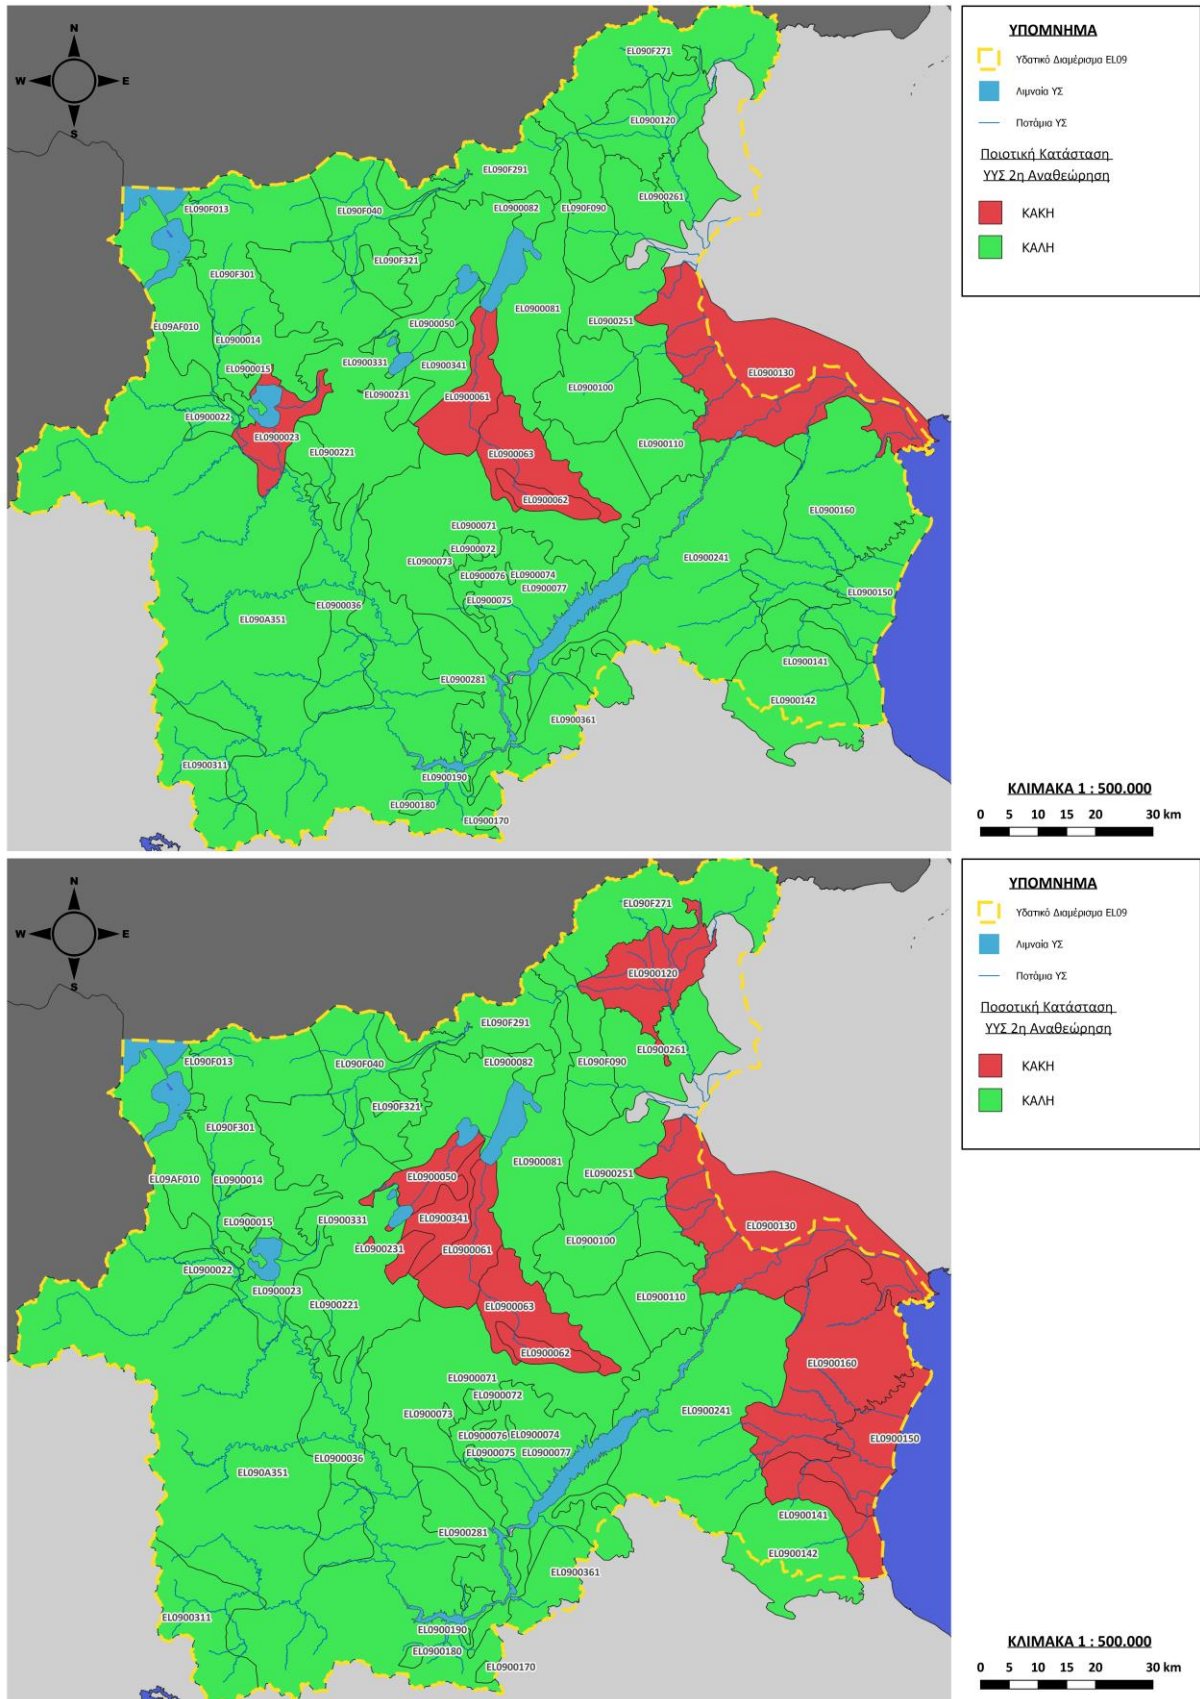 N
W E
S
EL090F271
EL0900120
EL090F291
EL090F013
EL090F040
EL0900082
EL090F090
EL0900261
EL090F321
EL090F301
EL0900081
EL09AF010
EL0900050
EL0900251
EL0900014
EL0900331
EL0900341
EL0900015
EL0900130
EL0900231
EL0900061
EL0900100
EL0900022
EL0900023
EL0900110
EL0900221
EL0900063
EL0900062
EL0900160
EL0900071
EL0900072
EL0900073
EL0900241
EL0900076
EL0900074
EL0900077
EL0900150
EL0900075
EL0900036
EL090A351
EL0900141
EL0900281
EL0900142
EL0900361
EL0900311
EL0900190
EL0900180
EL0900170
ΥΠΟΜΝΗΜΑ
Υδατικό Διαμέρισμα EL09
Λιμναία ΥΣ
Ποτάμια ΥΣ
Ποιοτική Κατάσταση
ΥΥΣ 2η Αναθεώρηση
ΚΑΚΗ
ΚΑΛΗ
ΚΛΙΜΑΚΑ 1 : 500.000
0 5 10 15 20 30 km
N
W E
S
EL090F271
EL0900120
EL090F291
EL0900261
EL090F013
EL090F040
EL0900082
EL090F090
EL090F321
EL090F301
EL0900081
EL09AF010
EL0900050
EL0900251
EL0900014
EL0900331
EL0900341
EL0900015
EL0900130
EL0900231
EL0900061
EL0900100
EL0900022
EL0900023
EL0900110
EL0900221
EL0900063
EL0900062
EL0900160
EL0900071
EL0900072
EL0900073
EL0900241
EL0900076
EL0900074
EL0900150
EL0900075
EL0900077
EL0900036
EL090A351
EL0900141
EL0900281
EL0900142
EL0900361
EL0900311
EL0900190
EL0900180
EL0900170
ΥΠΟΜΝΗΜΑ
Υδατικό Διαμέρισμα EL09
Λιμναία ΥΣ
Ποτάμια ΥΣ
Ποσοτική Κατάσταση
ΥΥΣ 2η Αναθεώρηση
ΚΑΚΗ
ΚΑΛΗ
ΚΛΙΜΑΚΑ 1 : 500.000
0 5 10 15 20 30 km